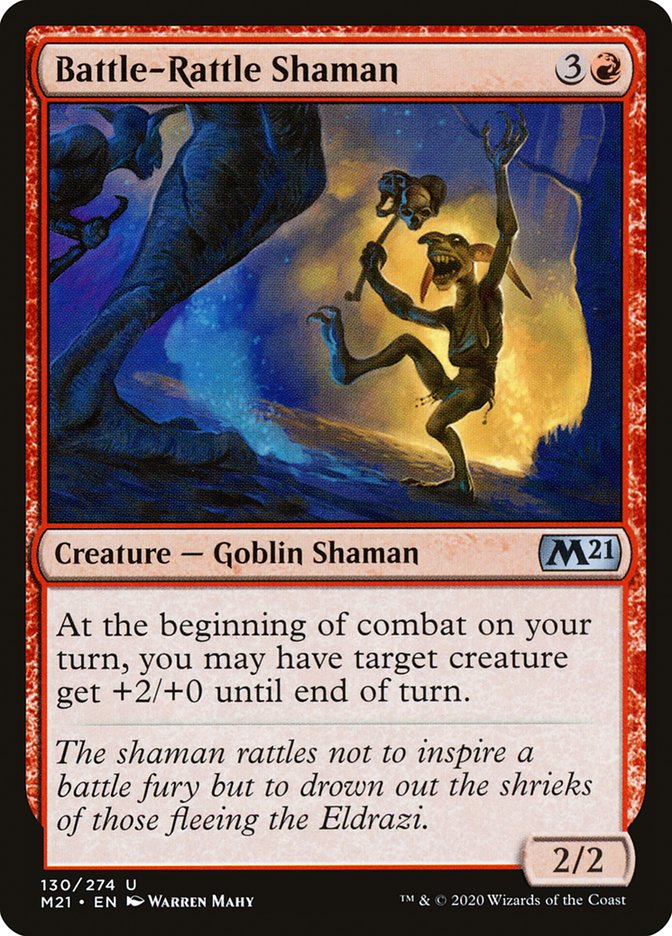 Battle-Rattle Shaman 3
Creature — Goblin Shaman M21
At the beginning of combat on your
turn, you may have target creature
get +2/+0 until end of turn.
The shaman rattles not to inspire a
battle fury but to drown out the shrieks
of those fleeing the Eldrazi.
2/2
130/274 U
M21 • EN Warren Mahy ™ & © 2020 Wizards of the Coast